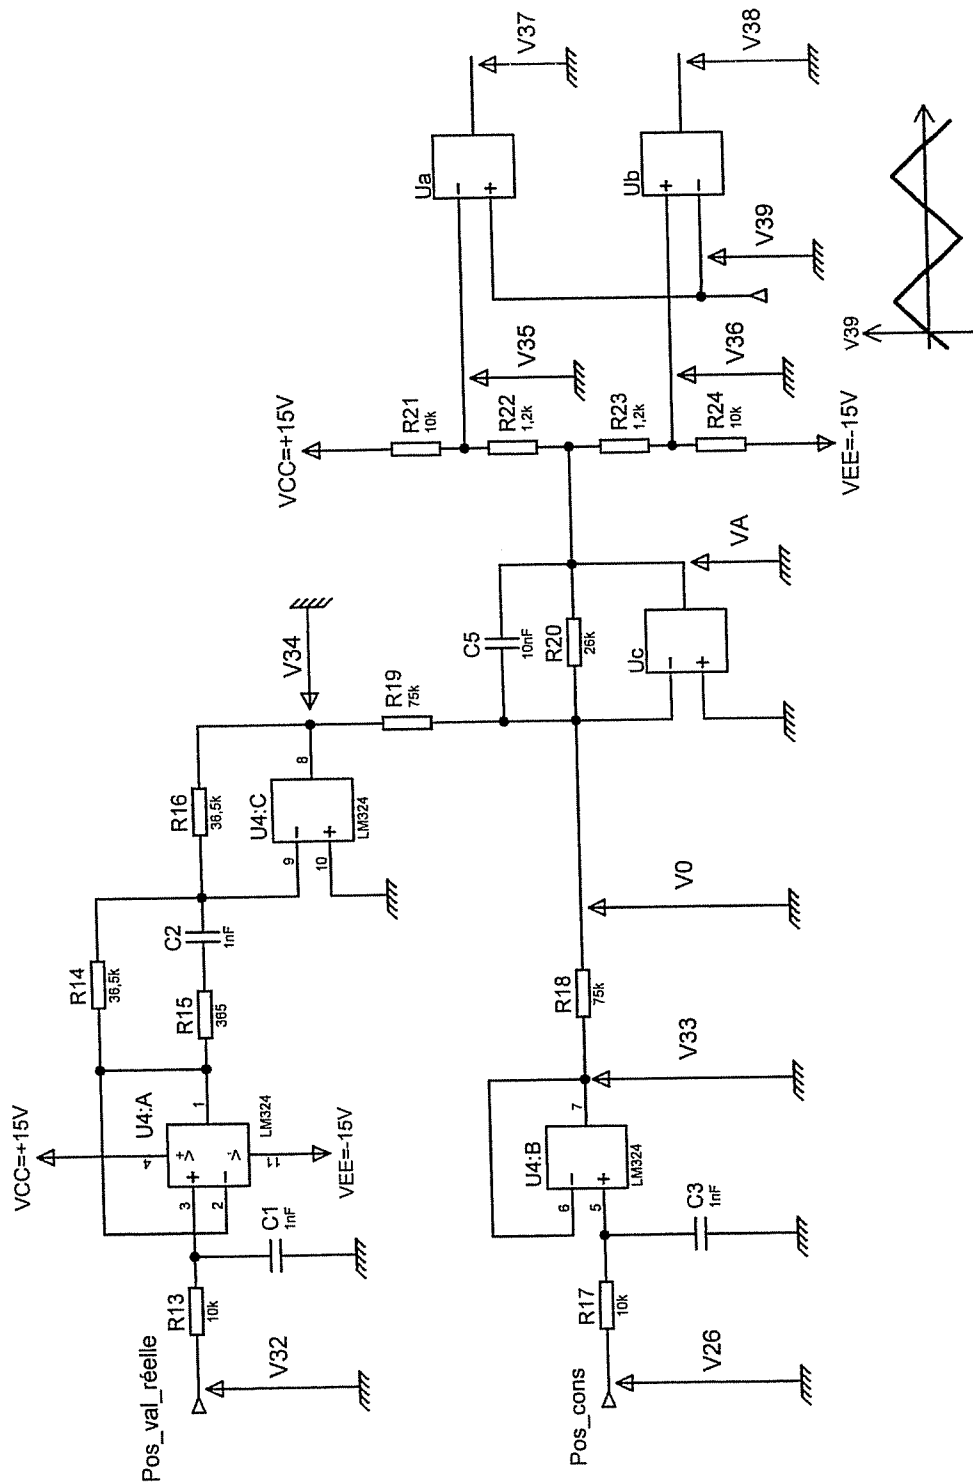 VCC=+15V
R14
36,5k
R16
36,5k
V34
Pos_val_réelle
R13
10k
V32
3
2
C1
1nF
4
V+
V-
11
U4:A
LM324
VEE=-15V
1
R15
365
C2
1nF
9
10
U4:C
LM324
8
R19
75k
Pos_cons
R17
10k
V26
5
6
C3
1nF
U4:B
LM324
7
V33
R18
75k
V0
C5
10nF
R20
26k
Uc
VA
VCC=+15V
R21
10k
R22
1,2k
R23
1,2k
R24
10k
VEE=-15V
V35
V36
V39
Ua
Ub
V37
V38
V39